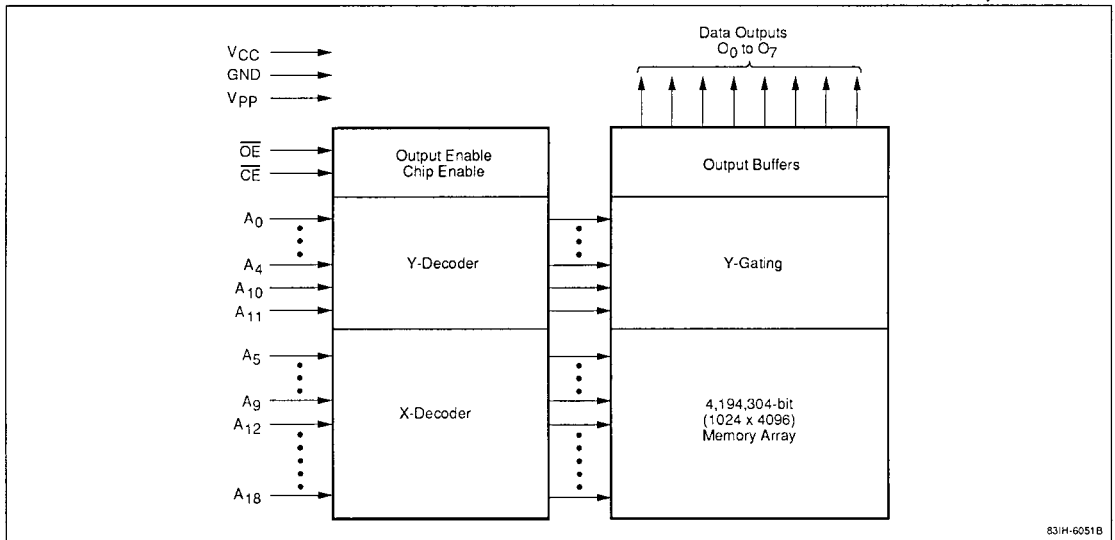 Data Outputs
O0 to O7
VCC
GND
VPP
OE
CE
Output Enable
Chip Enable
Output Buffers
A0
A4
A10
A11
Y-Decoder
Y-Gating
A5
A9
A12
A18
X-Decoder
4,194,304-bit
(1024 x 4096)
Memory Array
83IH-6051B